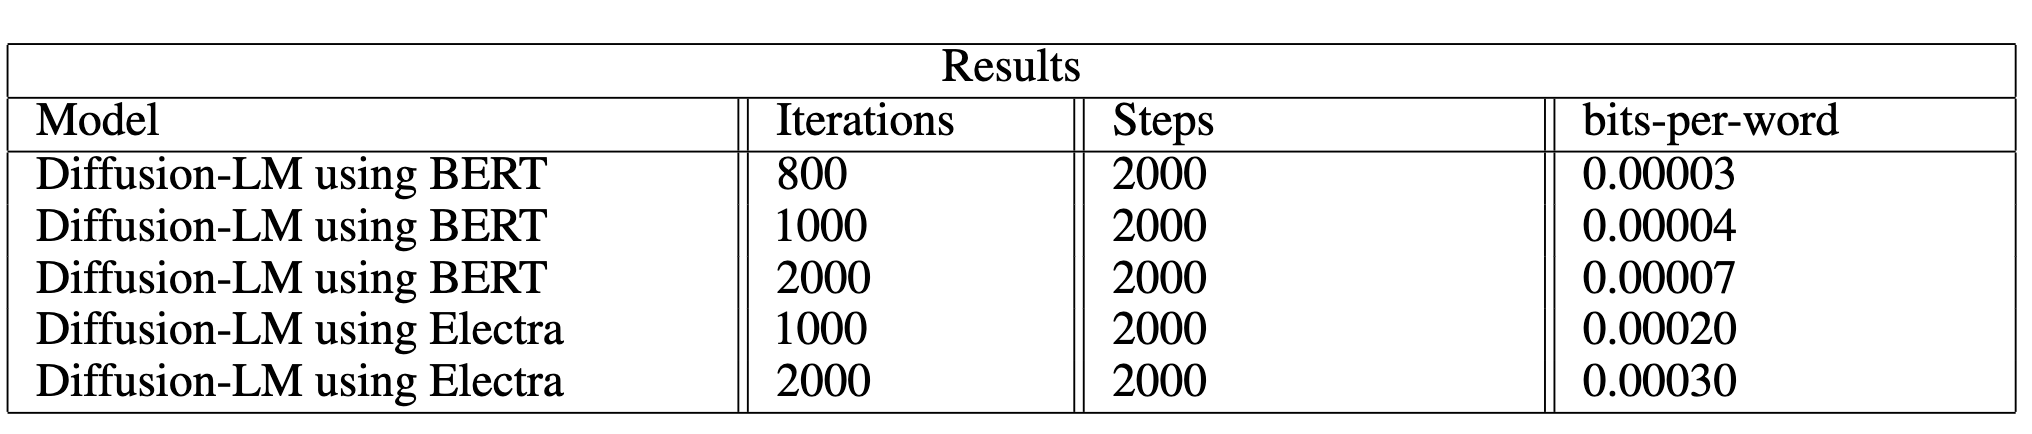 Results
Model Iterations Steps bits-per-word
Diffusion-LM using BERT 800 2000 0.00003
Diffusion-LM using BERT 1000 2000 0.00004
Diffusion-LM using BERT 2000 2000 0.00007
Diffusion-LM using Electra 1000 2000 0.00020
Diffusion-LM using Electra 2000 2000 0.00030